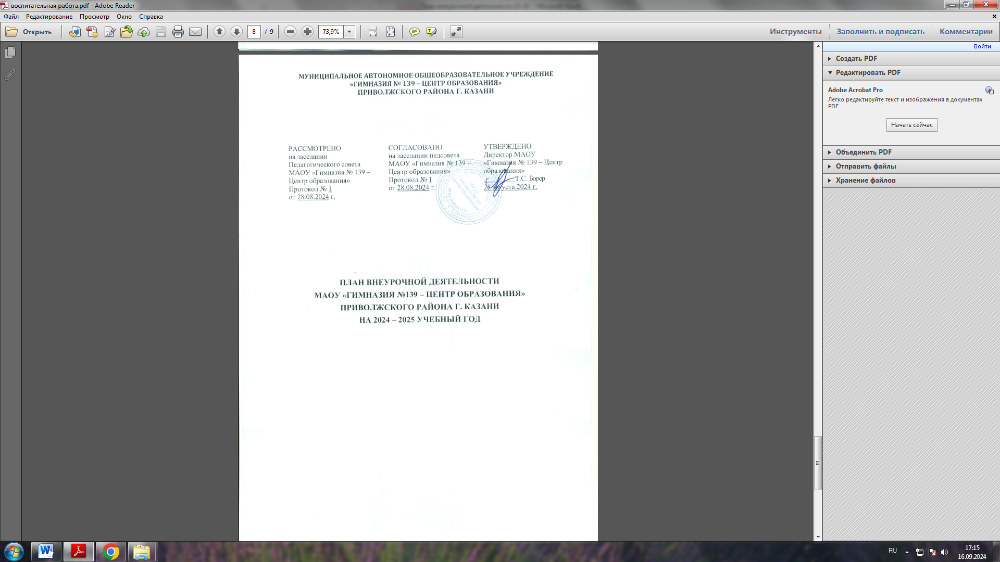 воспитательная работа.pdf - Adobe Reader
Файл Редактирование Просмотр Окно Справка
Открыть
8 / 9
73,9%
Инструменты Заполнить и подписать Комментарии
Войти
Создать PDF
Редактировать PDF
Adobe Acrobat Pro
Легко редактируйте текст и изображения в документах
PDF
Начать сейчас
Объединить PDF
Отправить файлы
Хранение файлов
МУНИЦИПАЛЬНОЕ АВТОНОМНОЕ ОБЩЕОБРАЗОВАТЕЛЬНОЕ УЧРЕЖДЕНИЕ
«ГИМНАЗИЯ № 139 – ЦЕНТР ОБРАЗОВАНИЯ»
ПРИВОЛЖСКОГО РАЙОНА Г. КАЗАНИ
РАССМОТРЕНО
на заседании
Педагогического совета
МАОУ «Гимназия № 139 –
Центр образования»
Протокол № 1
от 28.08.2024 г.
СОГЛАСОВАНО
на заседании педсовета
МАОУ «Гимназия № 139 –
Центр образования»
Протокол № 1
от 28.08.2024 г.
УТВЕРЖДЕНО
Директор МАОУ
«Гимназия № 139 – Центр
образования»
Т.С. Борер
28 августа 2024 г.
ПЛАН ВНЕУРОЧНОЙ ДЕЯТЕЛЬНОСТИ
МАОУ «ГИМНАЗИЯ №139 – ЦЕНТР ОБРАЗОВАНИЯ»
ПРИВОЛЖСКОГО РАЙОНА Г. КАЗАНИ
НА 2024 – 2025 УЧЕБНЫЙ ГОД
RU
17:15
16.09.2024